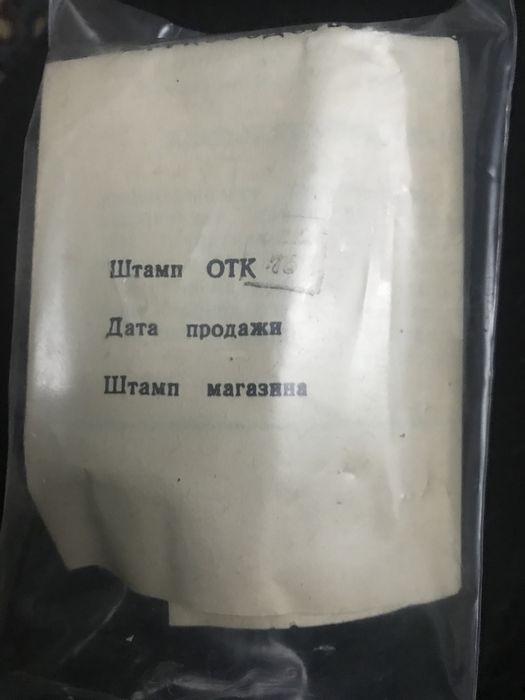 Штамп ОТК
Дата продажи
Штамп магазина